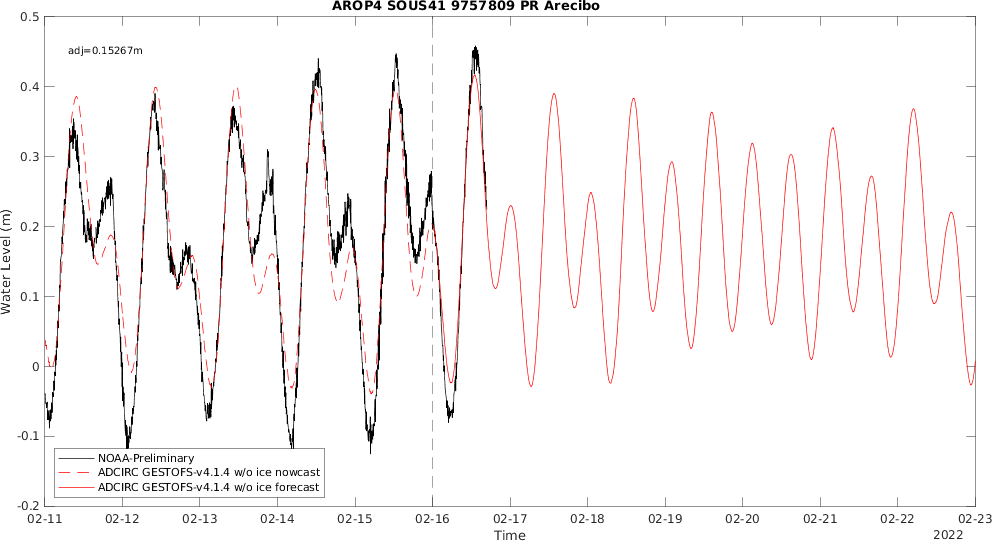 AROP4 SOUS41 9757809 PR Arecibo
adj=0.15267m
0.5
0.4
0.3
0.2
0.1
0
-0.1
-0.2
Water Level (m)
NOAA-Preliminary
ADCIRC GESTOFS-v4.1.4 w/o ice nowcast
ADCIRC GESTOFS-v4.1.4 w/o ice forecast
02-11 02-12 02-13 02-14 02-15 02-16 02-17 02-18 02-19 02-20 02-21 02-22 02-23
Time
2022